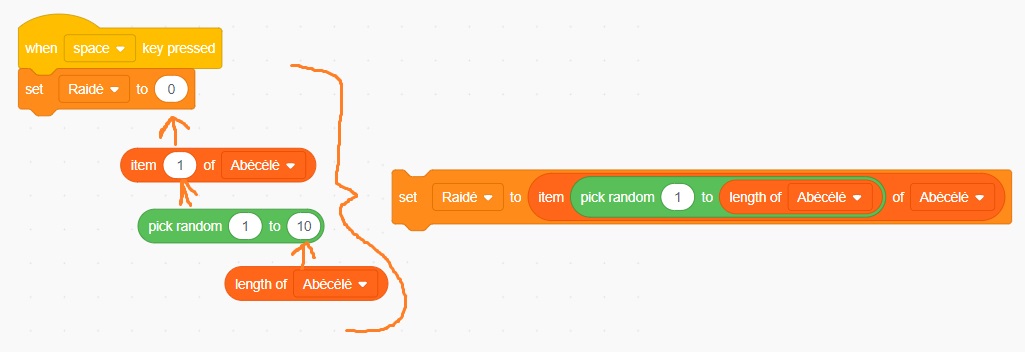 when space key pressed
set Raidė to 0
item 1 of Abėcėlė
pick random 1 to 10
length of Abėcėlė
set Raidė to item pick random 1 to length of Abėcėlė of Abėcėlė